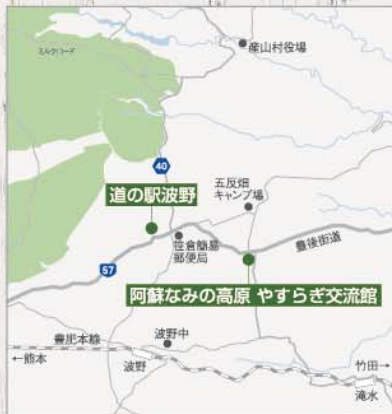 産山村役場
ミルクロード
40
五反畑
キャンプ場
道の駅波野
笹倉簡易
郵便局
豊後街道
57
阿蘇なみの高原 やすらぎ交流館
豊肥本線
波野中
←熊本
波野
竹田→
滝水